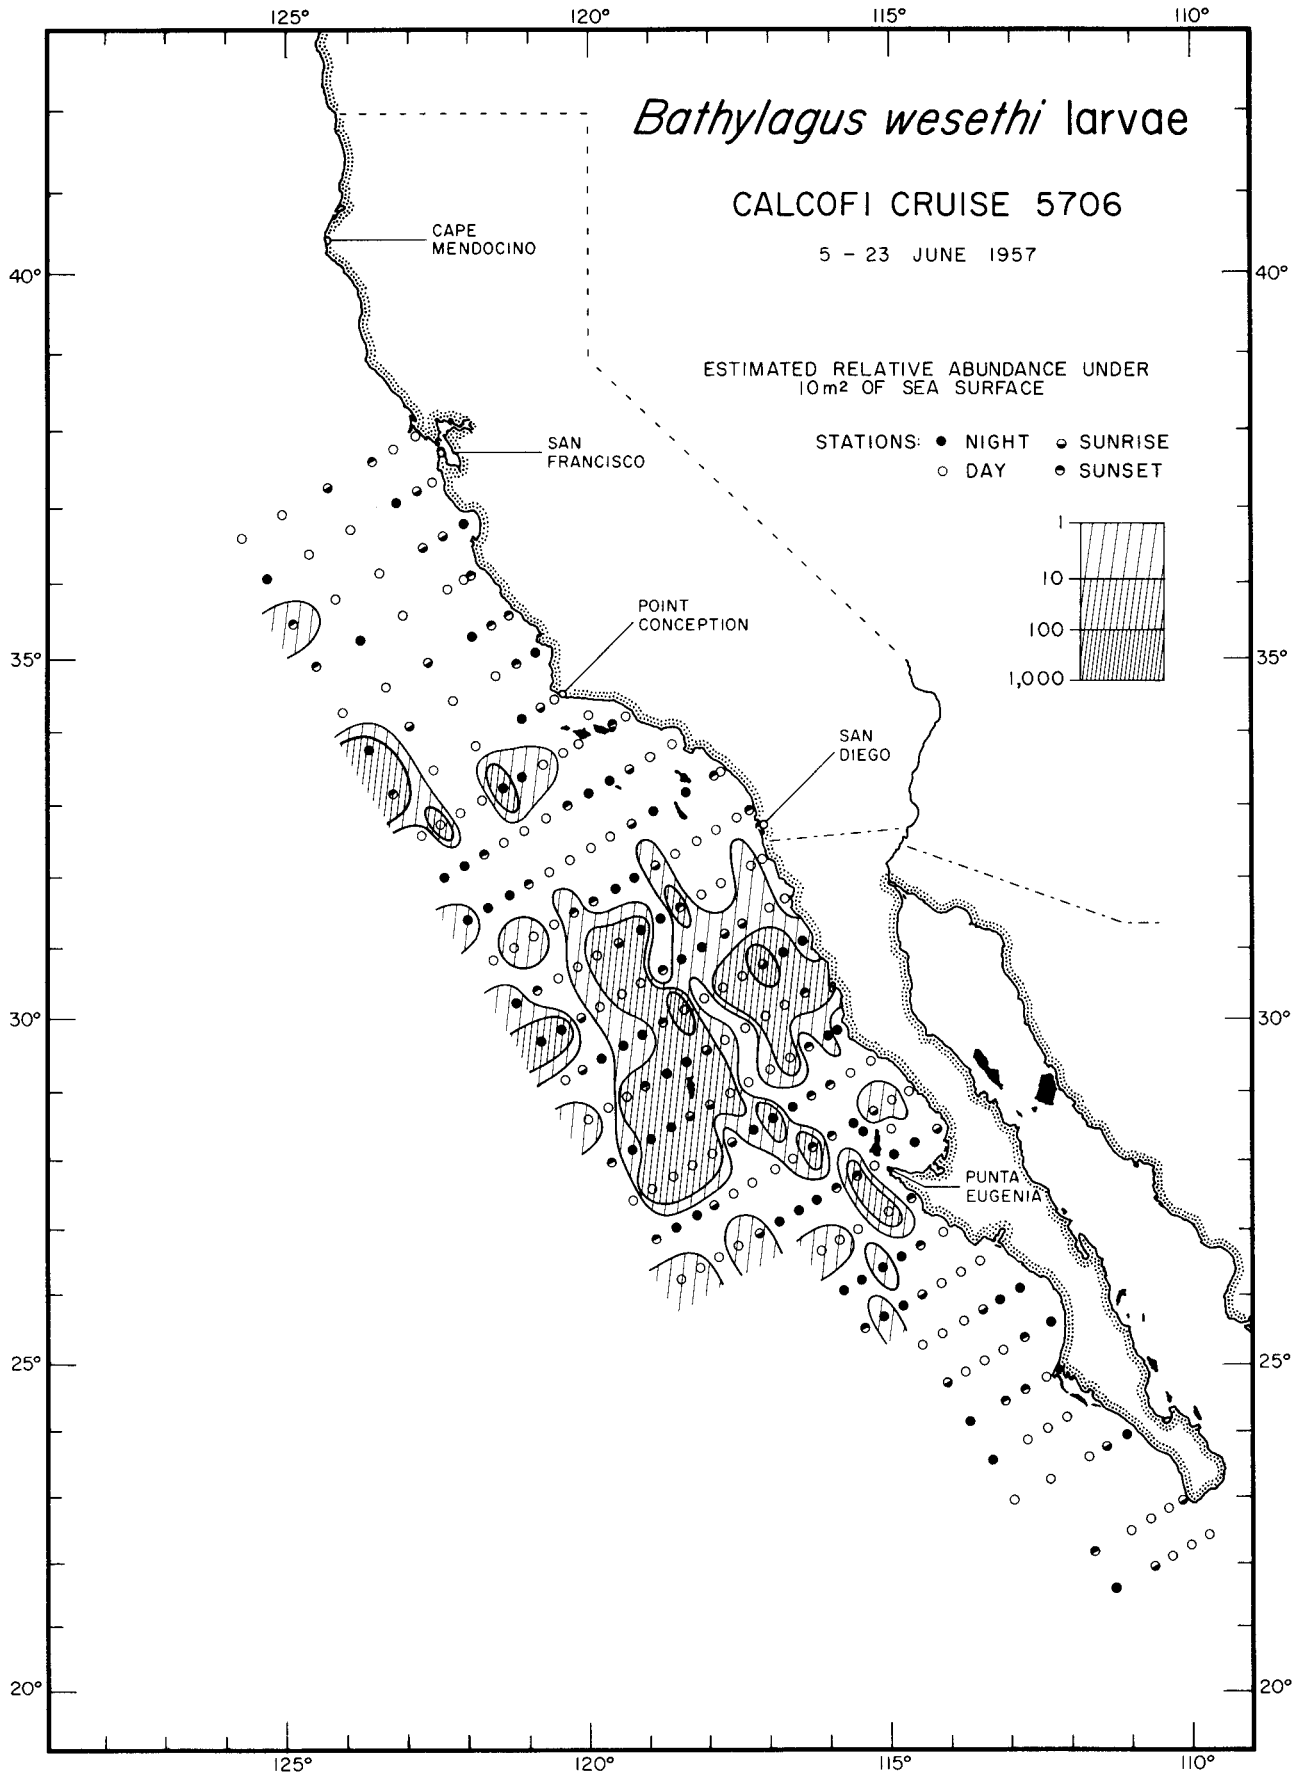 125° 120° 115° 110°
Bathylagus wesethi larvae
CALCOFI CRUISE 5706
5 - 23 JUNE 1957
CAPE
MENDOCINO
40° 40°
ESTIMATED RELATIVE ABUNDANCE UNDER
10m² OF SEA SURFACE
STATIONS: ● NIGHT SUNRISE
○ DAY SUNSET
SAN
FRANCISCO
1
10
100
1,000
POINT
CONCEPTION
35° 35°
SAN
DIEGO
30° 30°
PUNTA
EUGENIA
25° 25°
20° 20°
125° 120° 115° 110°